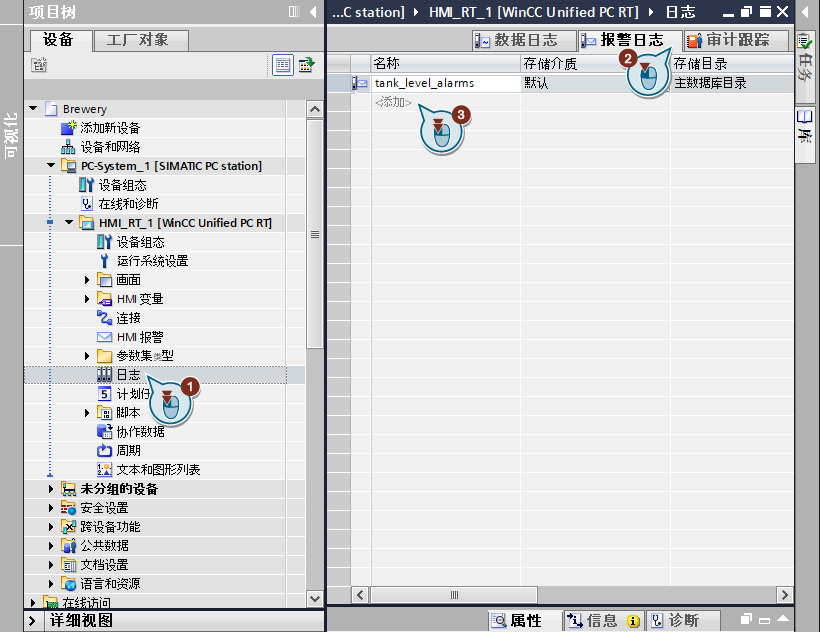 项目树
设备
工厂对象
可视化
Brewery
添加新设备
设备和网络
PC-System_1 [SIMATIC PC station]
设备组态
在线和诊断
HMI_RT_1 [WinCC Unified PC RT]
设备组态
运行系统设置
画面
HMI 变量
连接
HMI 报警
参数集类型
日志
1
计划
脚本
协作数据
周期
文本和图形列表
未分组的设备
安全设置
跨设备功能
公共数据
文档设置
语言和资源
在线访问
详细视图
...C station] HMI_RT_1 [WinCC Unified PC RT] 日志
数据日志 报警日志 审计跟踪
2
名称 存储介质 存储目录
tank_level_alarms 默认 主数据库目录
<添加>
3
属性 信息 诊断
任务
库